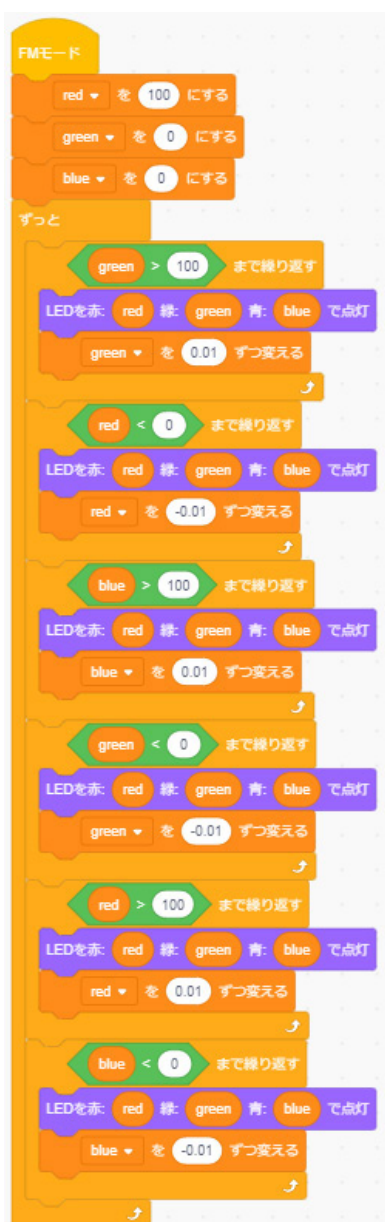 FMモード
red を 100 にする
green を 0 にする
blue を 0 にする
ずっと
green > 100 まで繰り返す
LEDを赤: red 緑: green 青: blue で点灯
green を 0.01 ずつ変える
red < 0 まで繰り返す
LEDを赤: red 緑: green 青: blue で点灯
red を -0.01 ずつ変える
blue > 100 まで繰り返す
LEDを赤: red 緑: green 青: blue で点灯
blue を 0.01 ずつ変える
green < 0 まで繰り返す
LEDを赤: red 緑: green 青: blue で点灯
green を -0.01 ずつ変える
red > 100 まで繰り返す
LEDを赤: red 緑: green 青: blue で点灯
red を 0.01 ずつ変える
blue < 0 まで繰り返す
LEDを赤: red 緑: green 青: blue で点灯
blue を -0.01 ずつ変える